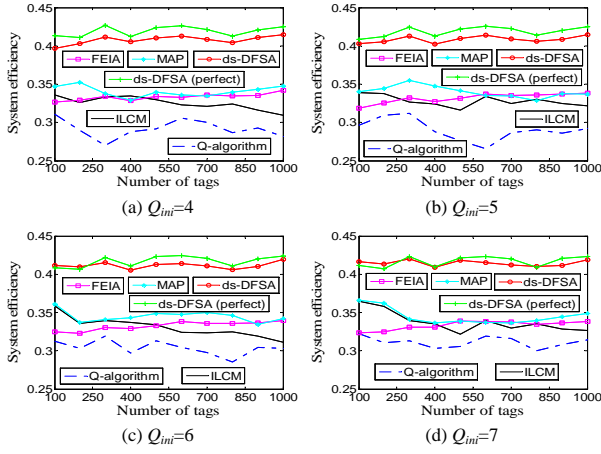 0.45
0.4
0.35
0.3
0.25
System efficiency
FEIA MAP ds-DFSA
ds-DFSA (perfect)
ILCM
Q-algorithm
100 200 300 400 500 600 700 800 900 1000
Number of tags
(a) Qini=4
0.45
0.4
0.35
0.3
0.25
System efficiency
FEIA MAP ds-DFSA
ds-DFSA (perfect)
ILCM
Q-algorithm
100 200 300 400 500 600 700 800 900 1000
Number of tags
(b) Qini=5
0.45
0.4
0.35
0.3
0.25
System efficiency
FEIA MAP ds-DFSA
ds-DFSA (perfect)
Q-algorithm ILCM
100 200 300 400 500 600 700 800 900 1000
Number of tags
(c) Qini=6
0.45
0.4
0.35
0.3
0.25
System efficiency
FEIA MAP ds-DFSA
ds-DFSA (perfect)
Q-algorithm ILCM
100 200 300 400 500 600 700 800 900 1000
Number of tags
(d) Qini=7